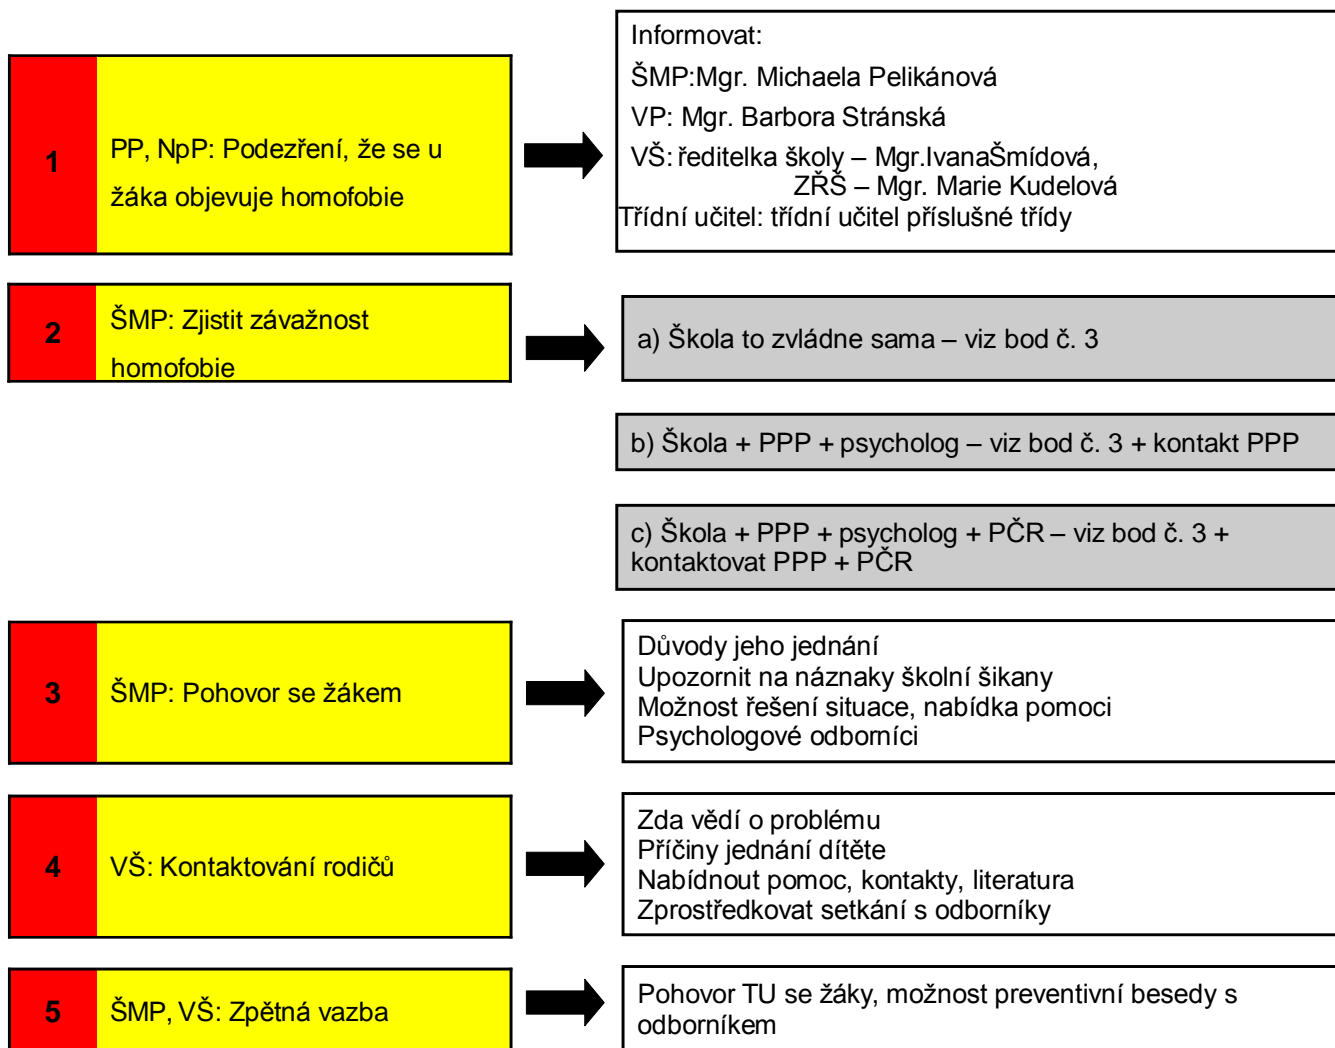 1
PP, NpP: Podezření, že se u
žáka objevuje homofobie
Informovat:
ŠMP:Mgr. Michaela Pelikánová
VP: Mgr. Barbora Stránská
VŠ: ředitelka školy – Mgr.IvanaŠmídová,
ZŘŠ – Mgr. Marie Kudelová
Třídní učitel: třídní učitel příslušné třídy
2
ŠMP: Zjistit závažnost
homofobie
a) Škola to zvládne sama – viz bod č. 3
b) Škola + PPP + psycholog – viz bod č. 3 + kontakt PPP
c) Škola + PPP + psycholog + PČR – viz bod č. 3 +
kontaktovat PPP + PČR
3
ŠMP: Pohovor se žákem
Důvody jeho jednání
Upozornit na náznaky školní šikany
Možnost řešení situace, nabídka pomoci
Psychologové odborníci
4
VŠ: Kontaktování rodičů
Zda vědí o problému
Příčiny jednání dítěte
Nabídnout pomoc, kontakty, literatura
Zprostředkovat setkání s odborníky
5
ŠMP, VŠ: Zpětná vazba
Pohovor TU se žáky, možnost preventivní besedy s
odborníkem